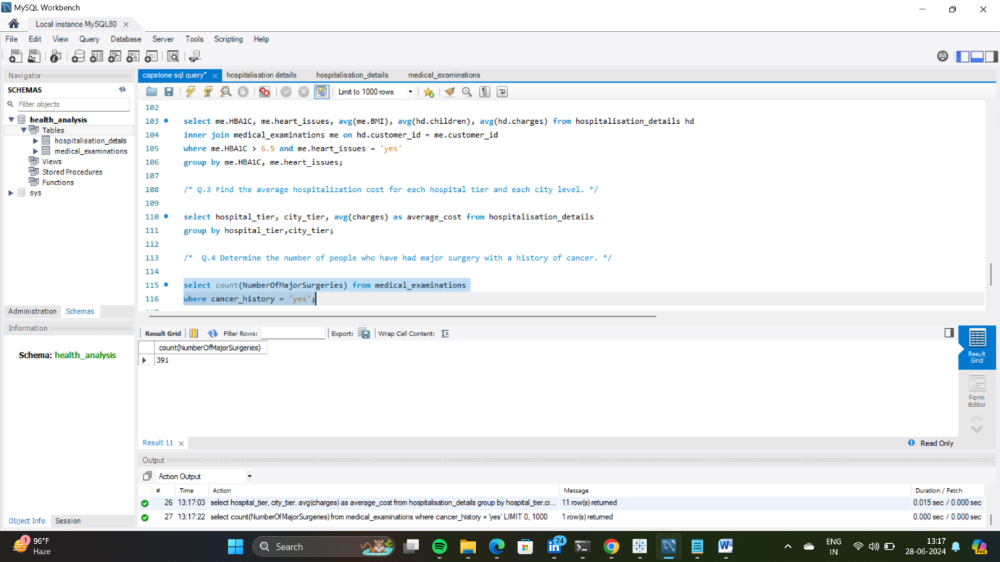 MySQL Workbench
Local instance MySQL80
File Edit View Query Database Server Tools Scripting Help
Navigator
SCHEMAS
Filter objects
health_analysis
Tables
hospitalisation_details
medical_examinations
Views
Stored Procedures
Functions
sys
Administration Schemas
Information
Schema: health_analysis
Object Info Session
capstone sql query* hospitalisation details hospitalisation_details medical_examinations
Limit to 1000 rows
102
103 select me.HBA1C, me.heart_issues, avg(me.BMI), avg(hd.children), avg(hd.charges) from hospitalisation_details hd
104 inner join medical_examinations me on hd.customer_id = me.customer_id
105 where me.HBA1C > 6.5 and me.heart_issues = 'yes'
106 group by me.HBA1C, me.heart_issues;
107
108 /* Q.3 Find the average hospitalization cost for each hospital tier and each city level. */
109
110 select hospital_tier, city_tier, avg(charges) as average_cost from hospitalisation_details
111 group by hospital_tier,city_tier;
112
113 /*  Q.4 Determine the number of people who have had major surgery with a history of cancer. */
114
115 select count(NumberOfMajorSurgeries) from medical_examinations
116 where cancer_history = 'yes';
Result Grid Filter Rows: Export: Wrap Cell Content:
count(NumberOfMajorSurgeries)
391
Result Grid
Form Editor
Result 11
Read Only
Output
Action Output
# Time Action Message Duration / Fetch
26 13:17:03 select hospital_tier, city_tier, avg(charges) as average_cost from hospitalisation_details group by hospital_tier,ci... 11 row(s) returned 0.015 sec / 0.000 sec
27 13:17:22 select count(NumberOfMajorSurgeries) from medical_examinations where cancer_history = 'yes' LIMIT 0, 1000 1 row(s) returned 0.000 sec / 0.000 sec
1
96°F
Haze
Search
24
ENG
IN
13:17
28-06-2024
PRE